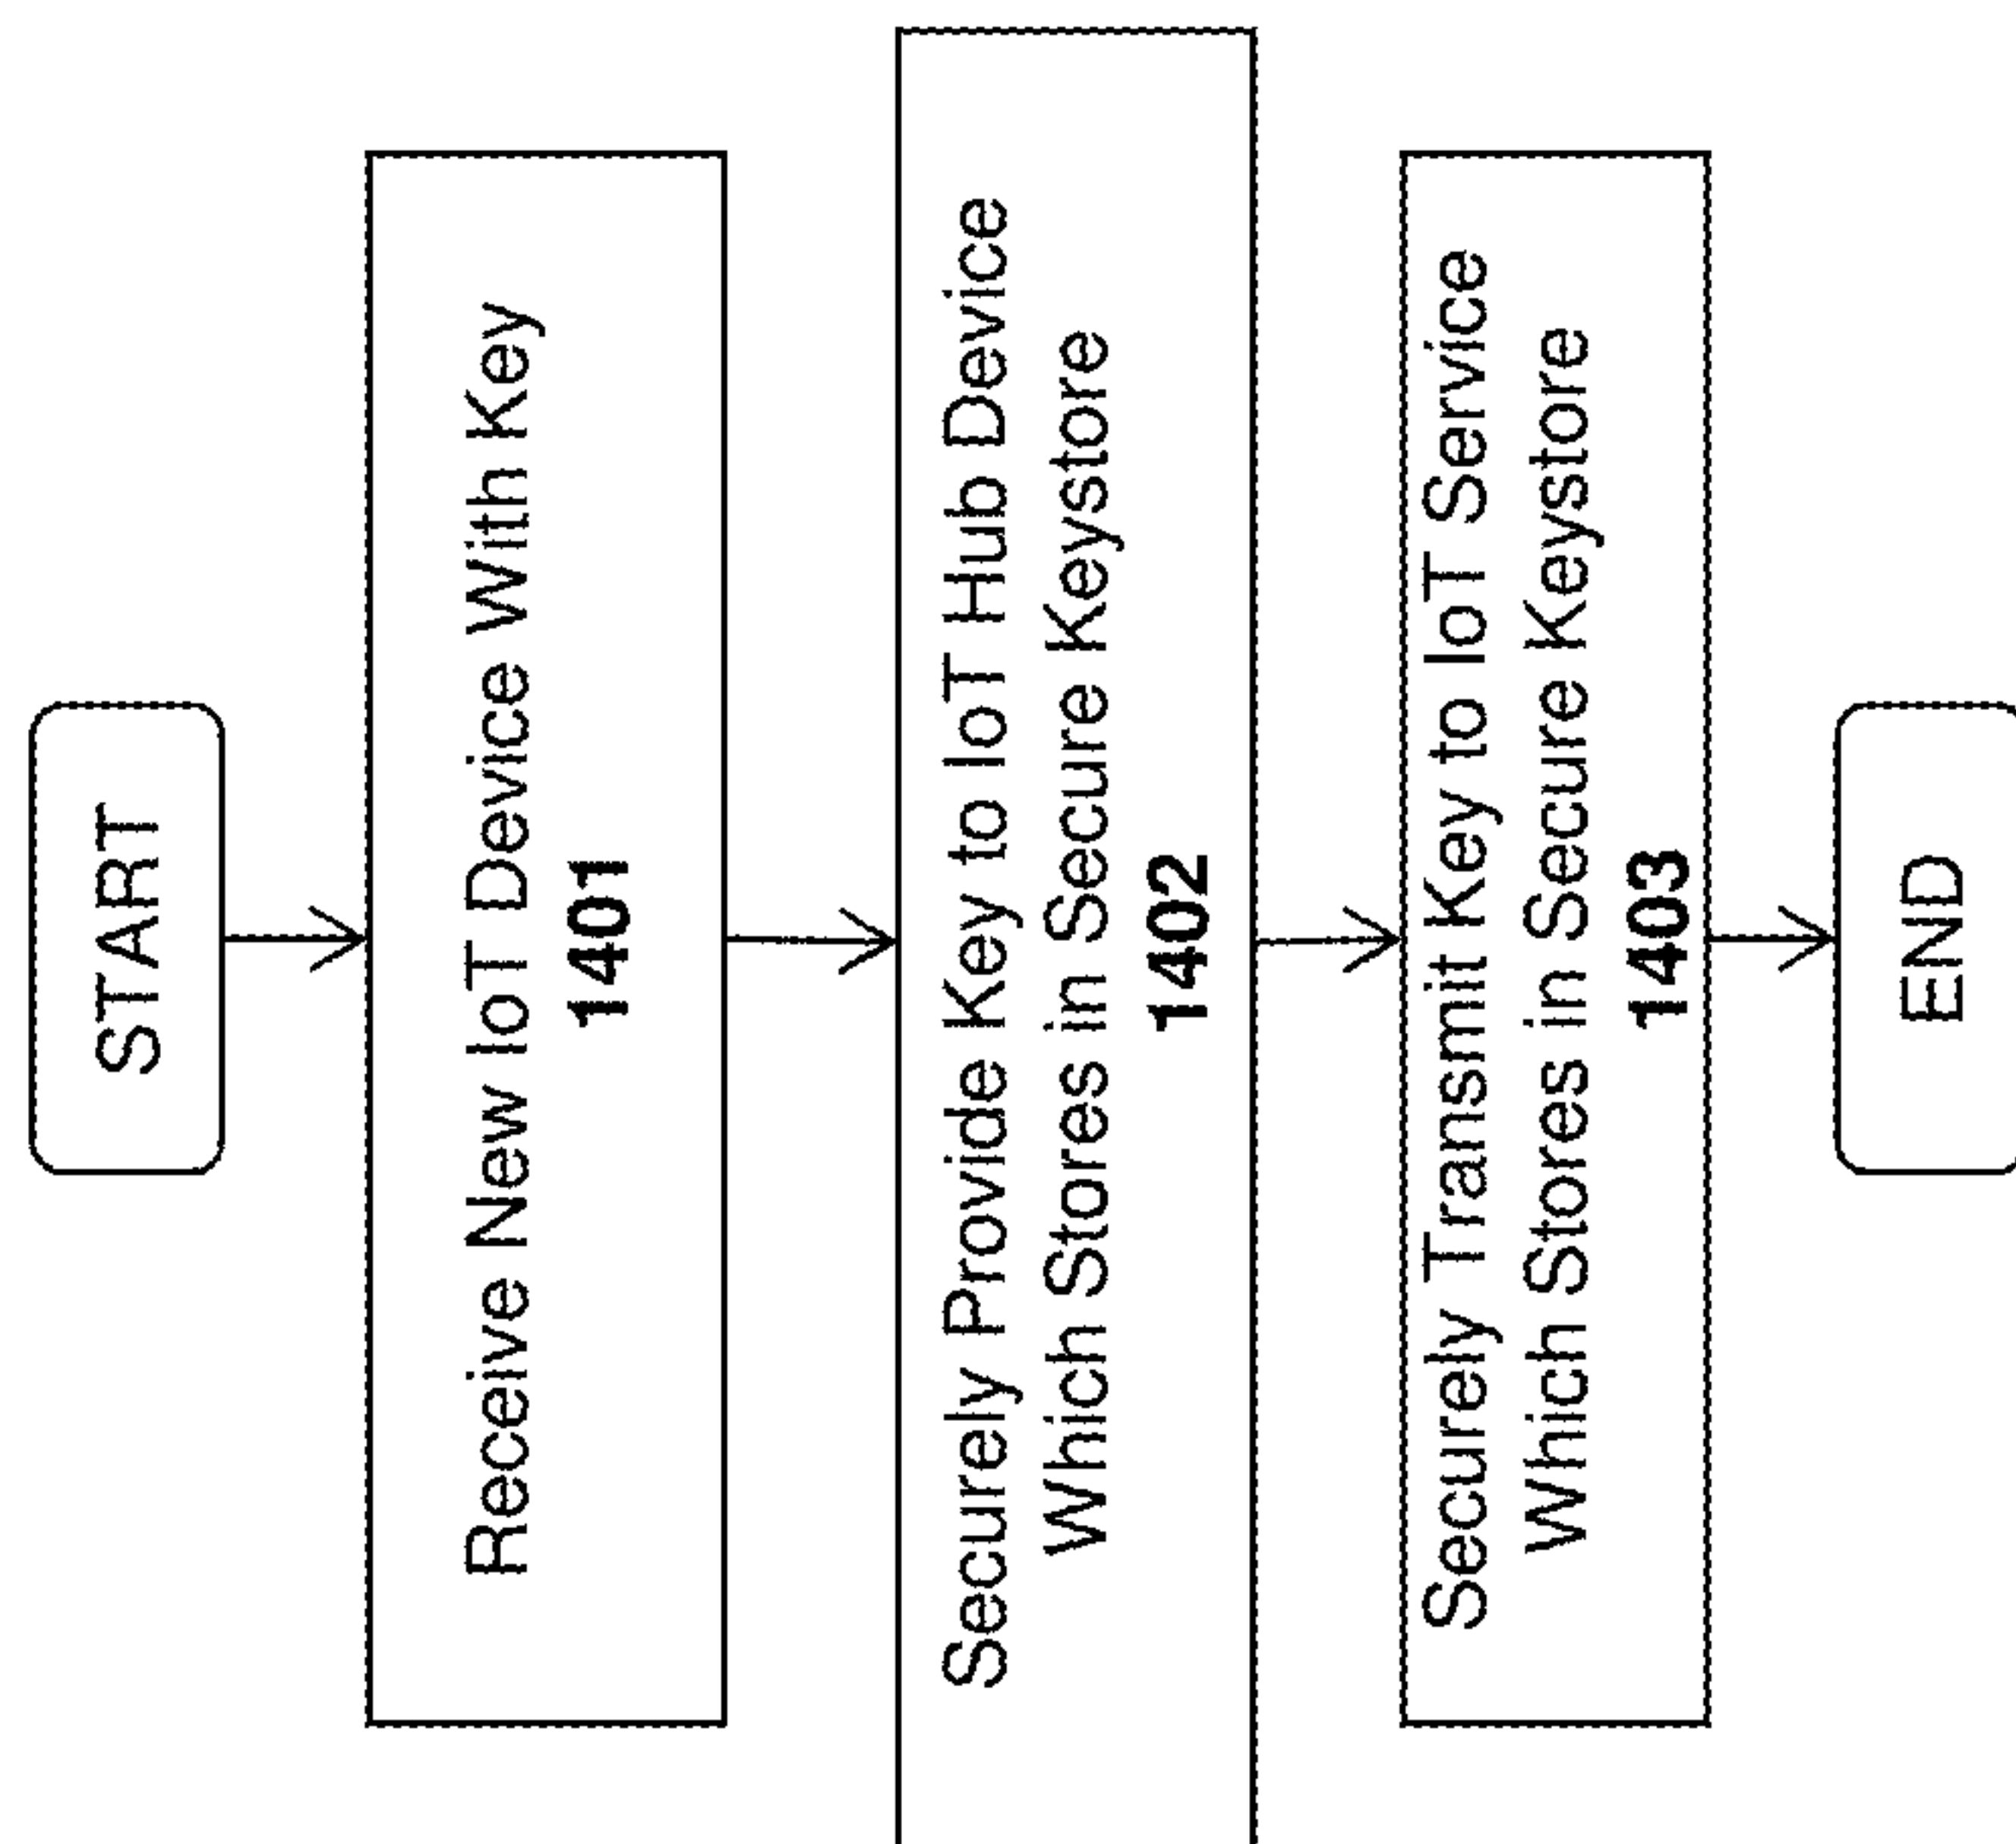 START
Receive New IoT Device With Key
1401
Securely Provide Key to IoT Hub Device
Which Stores in Secure Keystore
1402
Securely Transmit Key to IoT Service
Which Stores in Secure Keystore
1403
END